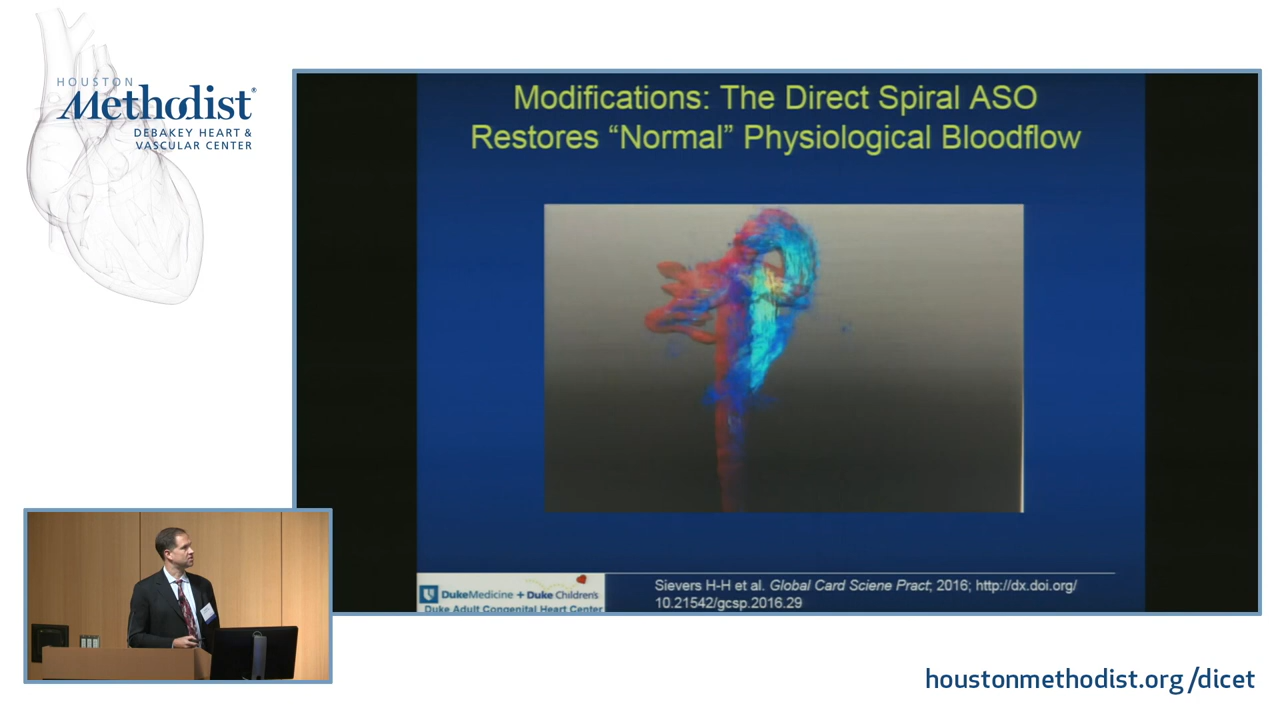 HOUSTON
Methodist®
DEBAKEY HEART &
VASCULAR CENTER
Modifications: The Direct Spiral ASO
Restores “Normal” Physiological Bloodflow
DukeMedicine + Duke Children's
Duke Adult Congenital Heart Center
Sievers H-H et al. Global Card Sciene Pract; 2016; http://dx.doi.org/
10.21542/gcsp.2016.29
houstonmethodist.org/dicet